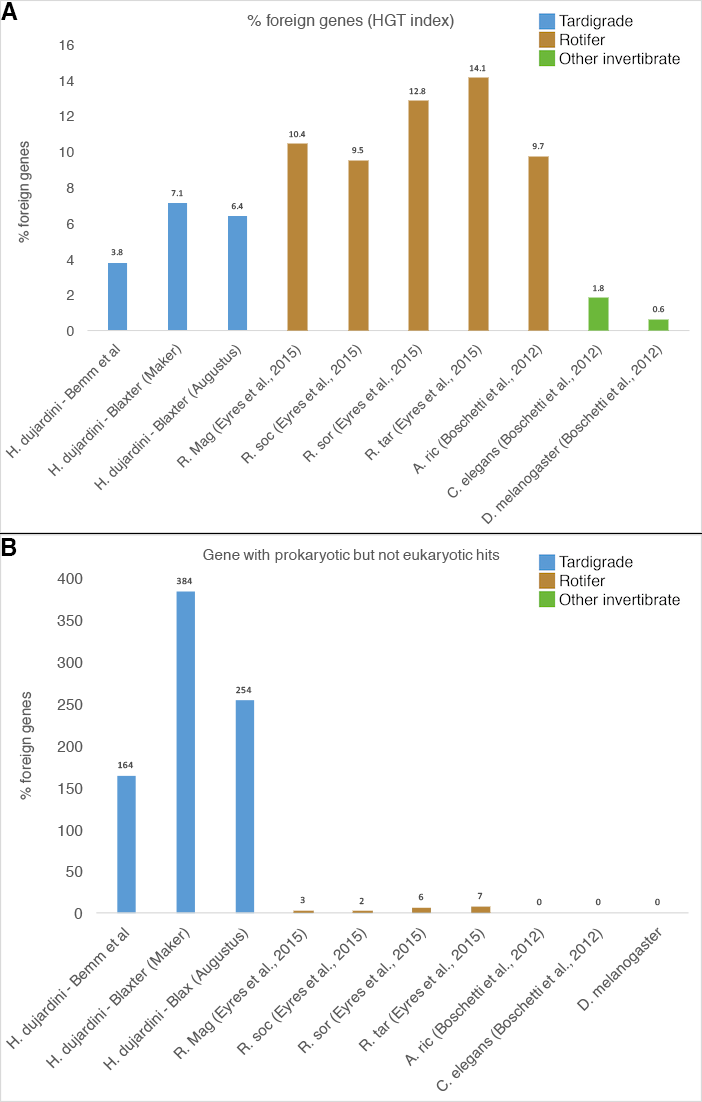 A
% foreign genes (HGT index)
Tardigrade
Rotifer
Other invertibrate
% foreign genes
16
14
12
10
8
6
4
2
0
3.8
7.1
6.4
10.4
9.5
12.8
14.1
9.7
1.8
0.6
H. dujardini - Bemm et al
H. dujardini - Blaxter (Maker)
H. dujardini - Blaxter (Augustus)
R. Mag (Eyres et al., 2015)
R. soc (Eyres et al., 2015)
R. sor (Eyres et al., 2015)
R. tar (Eyres et al., 2015)
A. ric (Boschetti et al., 2012)
C. elegans (Boschetti et al., 2012)
D. melanogaster (Boschetti et al., 2012)
B
Gene with prokaryotic but not eukaryotic hits
Tardigrade
Rotifer
Other invertibrate
% foreign genes
400
350
300
250
200
150
100
50
0
164
384
254
3
2
6
7
0
0
0
H. dujardini - Bemm et al
H. dujardini - Blaxter (Maker)
H. dujardini - Blax (Augustus)
R. Mag (Eyres et al., 2015)
R. soc (Eyres et al., 2015)
R. sor (Eyres et al., 2015)
R. tar (Eyres et al., 2015)
A. ric (Boschetti et al., 2012)
C. elegans (Boschetti et al., 2012)
D. melanogaster